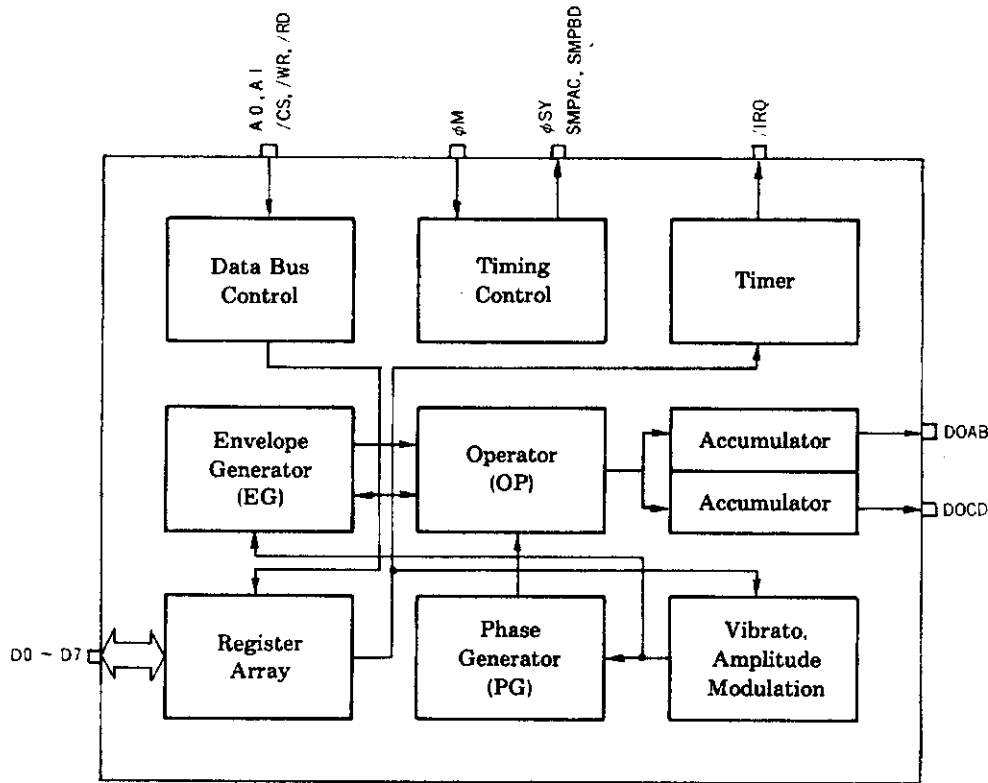 A0, A1
/CS, /WR, /RD
φM
φSY
SMPAC, SMPBD
/IRQ
Data Bus
Control
Timing
Control
Timer
Envelope
Generator
(EG)
Operator
(OP)
Accumulator
Accumulator
DOAB
DOCD
D0 ~ D7
Register
Array
Phase
Generator
(PG)
Vibrato,
Amplitude
Modulation